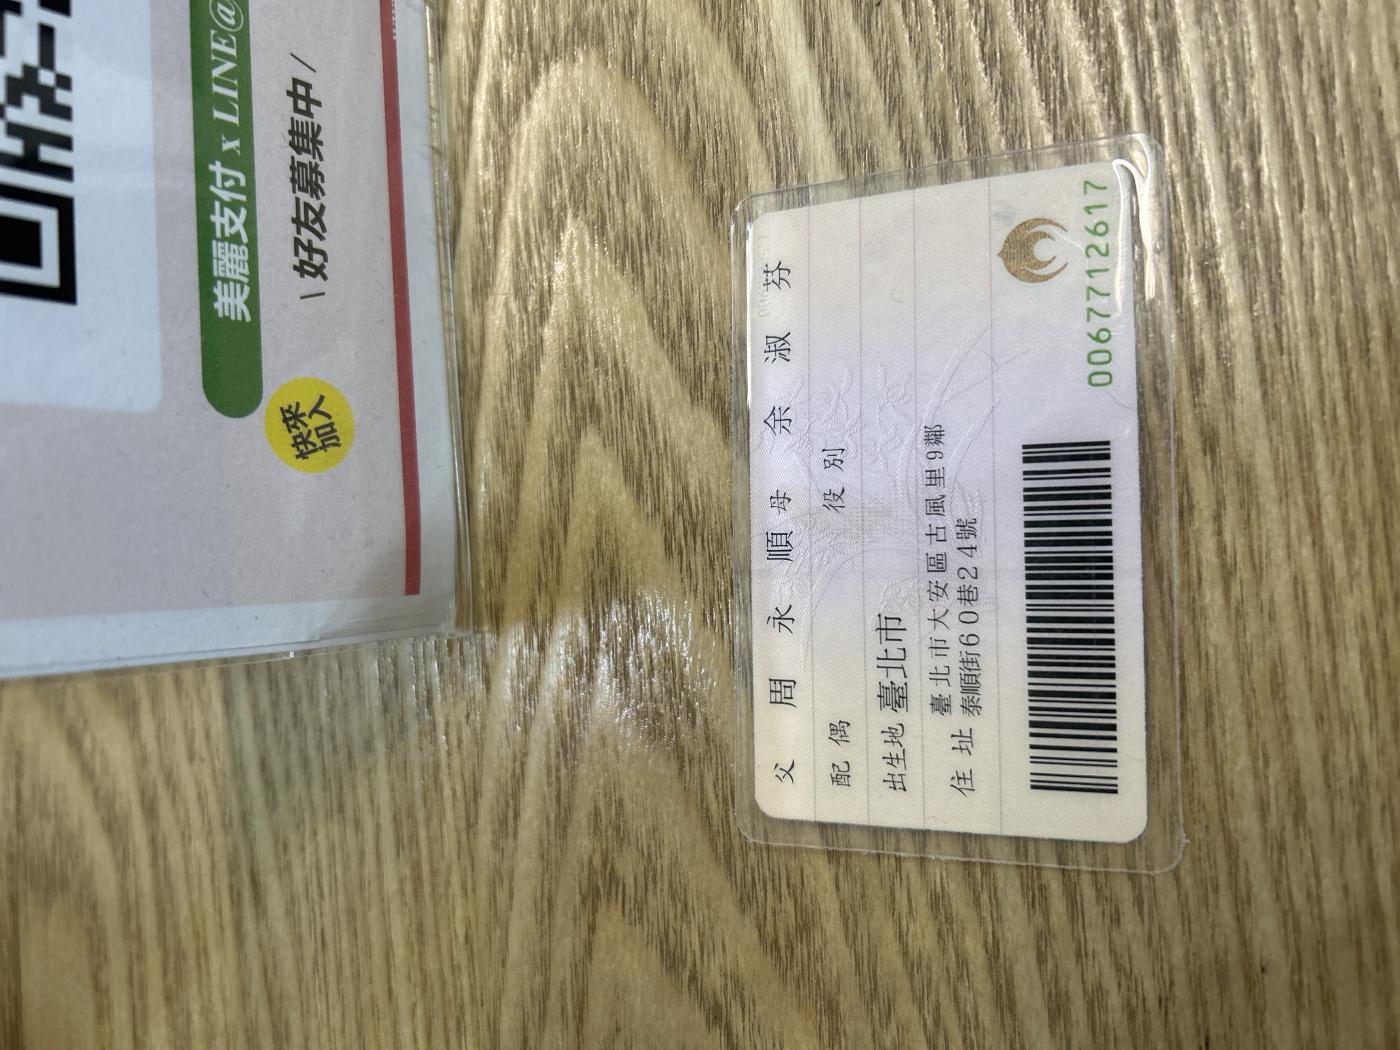 美麗支付 x LINE@
\ 好友募集中 /
快來
加入
父 周永順 母 余淑芬
配偶 役別
出生地 臺北市
住址 臺北市大安區古風里9鄰
泰順街60巷24號
0067712617